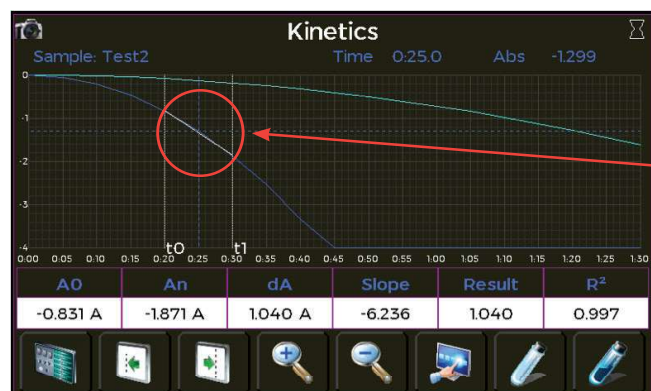 Kinetics
Sample: Test2 Time 0:25.0 Abs -1.299
0
-1
-2
-3
-4
t0 t1
0:00 0:05 0:10 0:15 0:20 0:25 0:30 0:35 0:40 0:45 0:50 0:55 1:00 1:05 1:10 1:15 1:20 1:25 1:30
A0 An dA Slope Result R²
-0.831 A -1.871 A 1.040 A -6.236 1.040 0.997